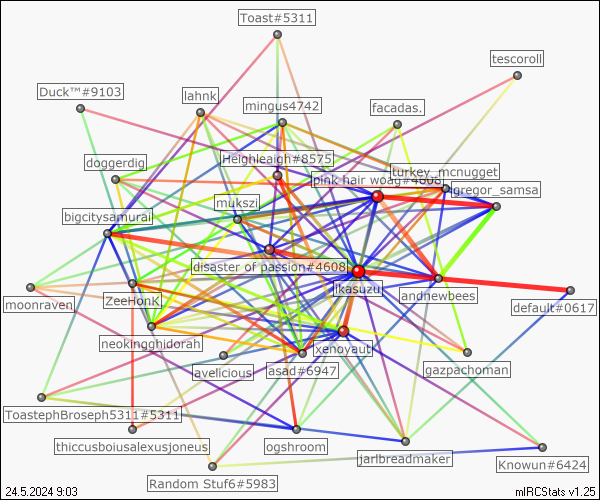 Toast#5311
tescoroll
Duck™#9103
lahnk
mingus4742
facadas.
Heighleaigh#8575
doggerdig
turkey_mcnugget
pink hair woag#4808
gregor_samsa
mukszi
bigcitysamurai
disaster of passion#4608
ikasuzu
moonraven
ZeeHonk
andnewbees
default#0617
neokingghidorah
xenoyaut
avelicious
asad#6947
gazpachoman
ToastephBroseph5311#5311
thiccusboiusalexusjoneus
ogshroom
jarlbreadmaker
Knowun#6424
Random Stuf6#5983
24.5.2024 9:03
mIRCStats v1.25